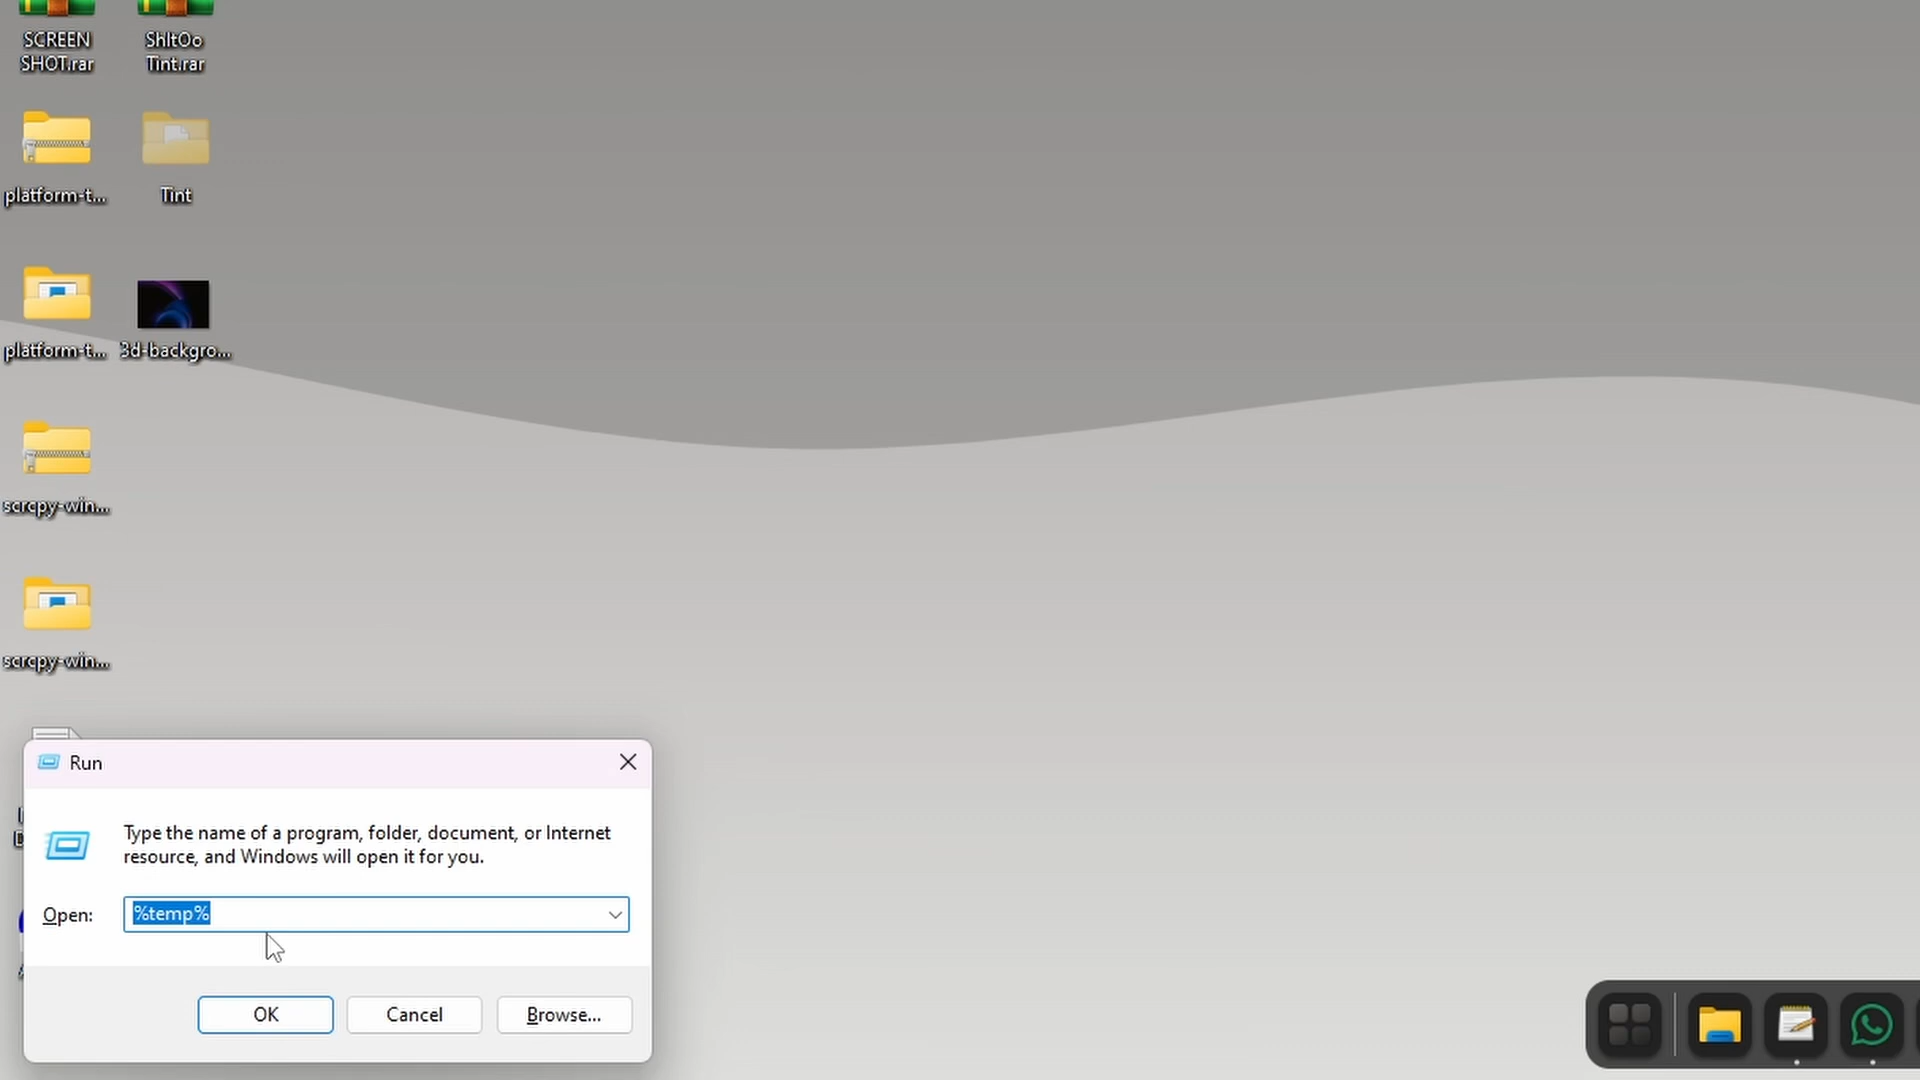 SCREEN
SHOT.rar
ShItOo
Tint.rar
platform-t...
Tint
platform-t...
3d-backgro...
scrcpy-win...
scrcpy-win...
Run
Type the name of a program, folder, document, or Internet
resource, and Windows will open it for you.
Open:
%temp%
OK
Cancel
Browse...